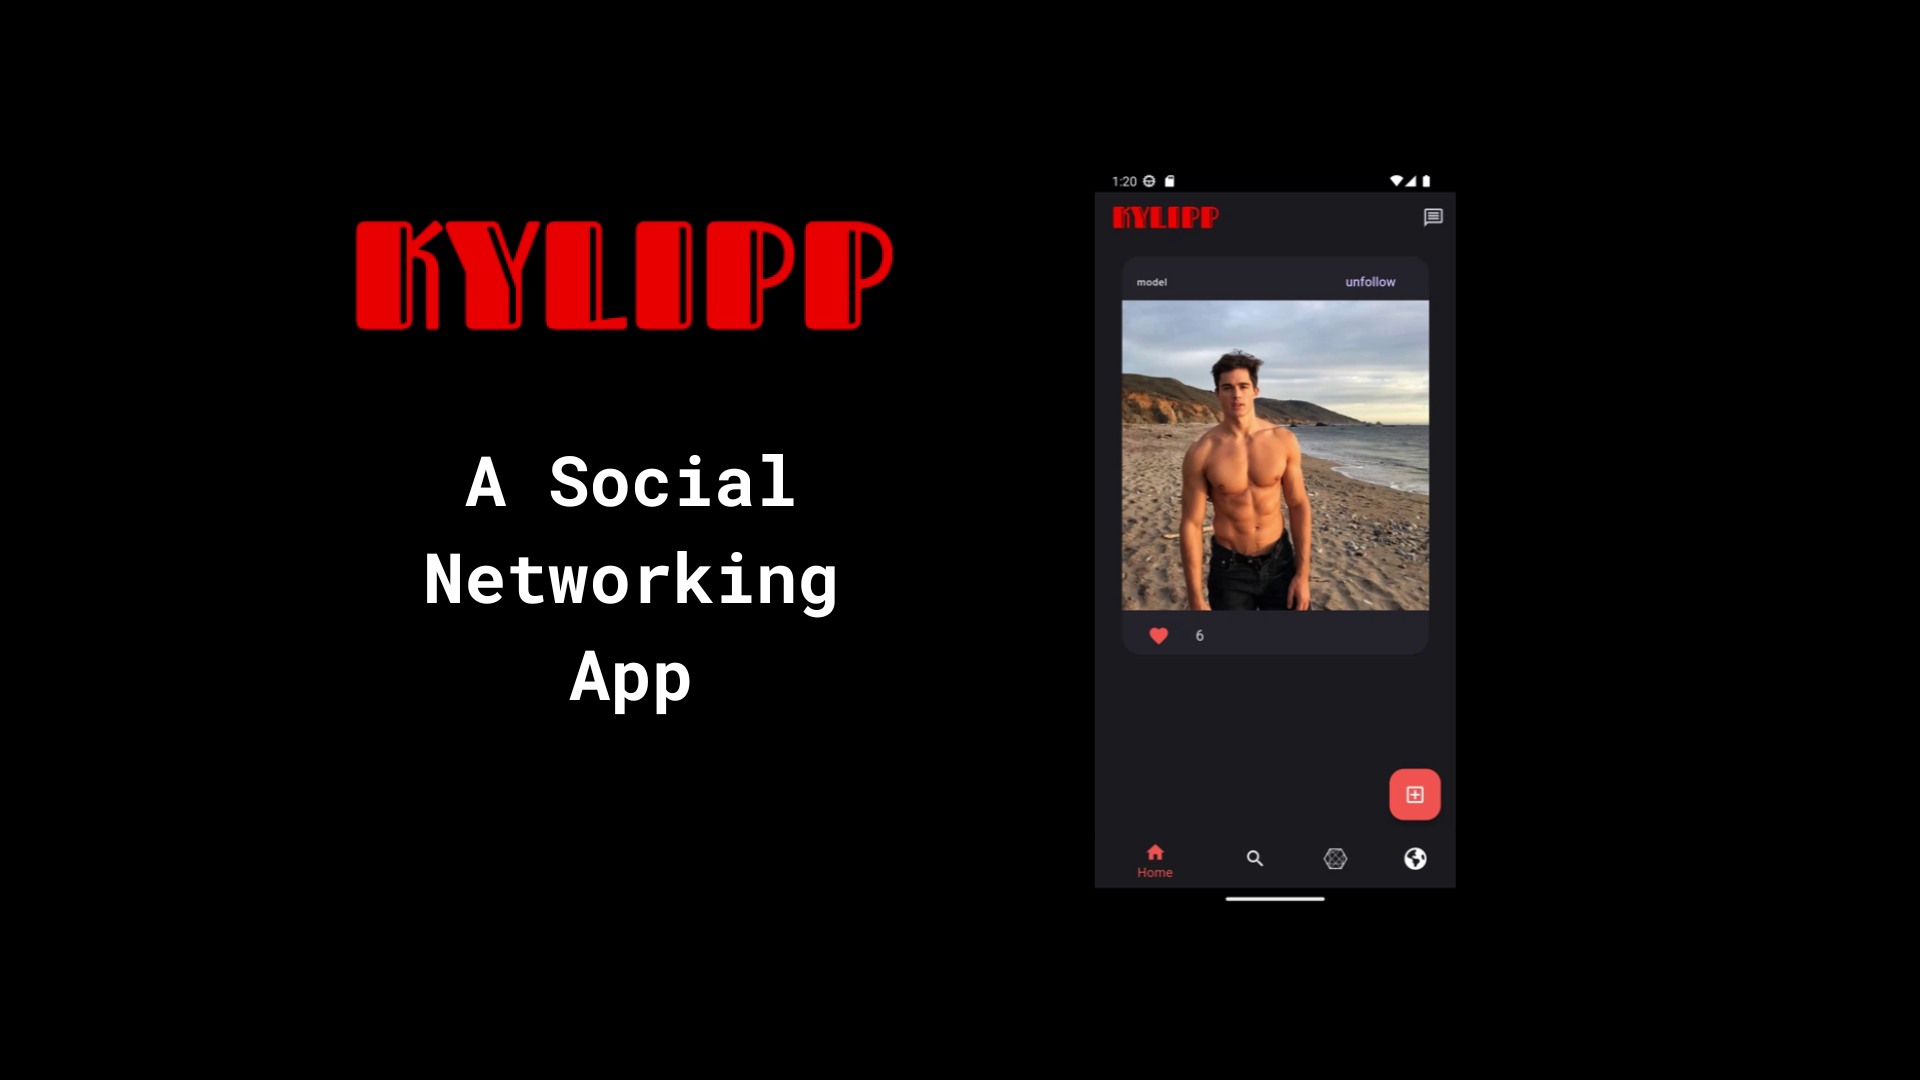 KYLIPP
A Social
Networking
App
1:20
KYLIPP
model unfollow
6
Home